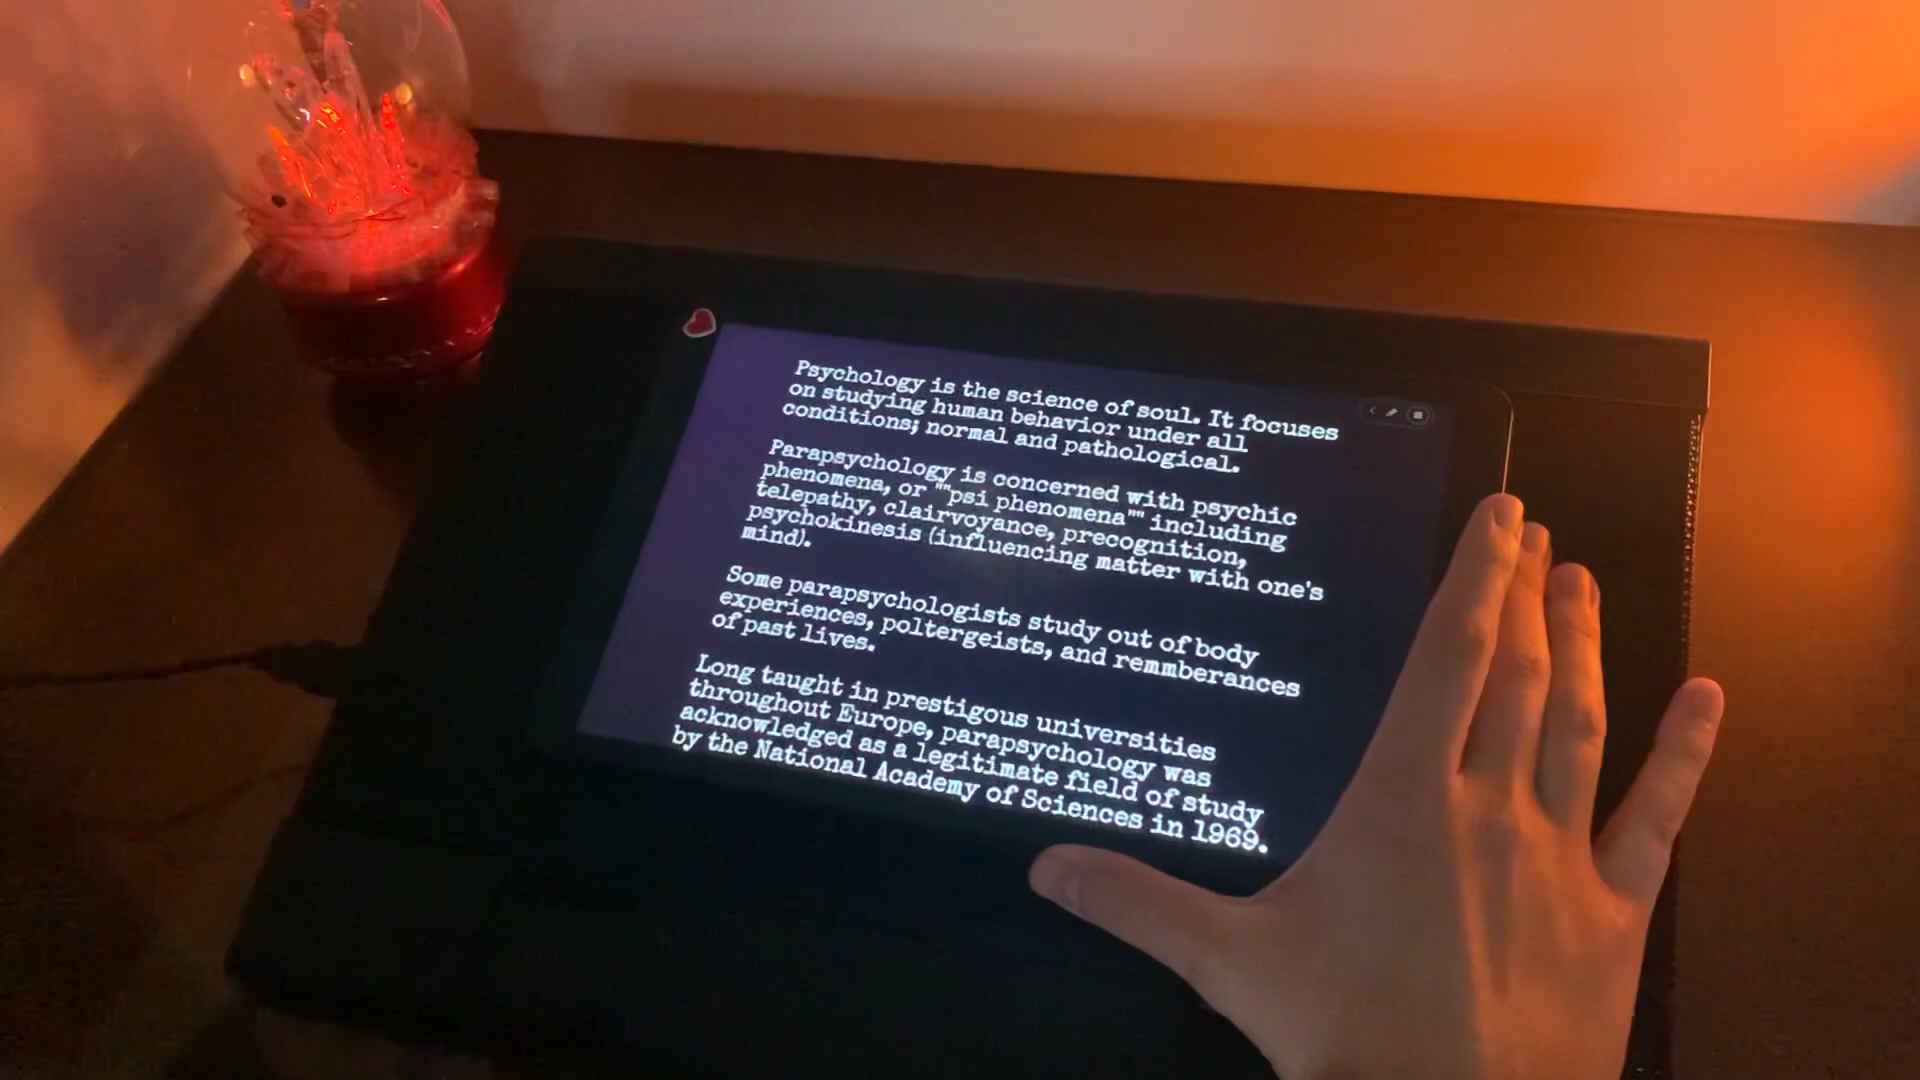 Psychology is the science of soul. It focuses
on studying human behavior under all
conditions; normal and pathological.
Parapsychology is concerned with psychic
phenomena, or ""psi phenomena"" including
telepathy, clairvoyance, precognition,
psychokinesis (influencing matter with one's
mind).
Some parapsychologists study out of body
experiences, poltergeists, and remmberances
of past lives.
Long taught in prestigous universities
throughout Europe, parapsychology was
acknowledged as a legitimate field of study
by the National Academy of Sciences in 1969.